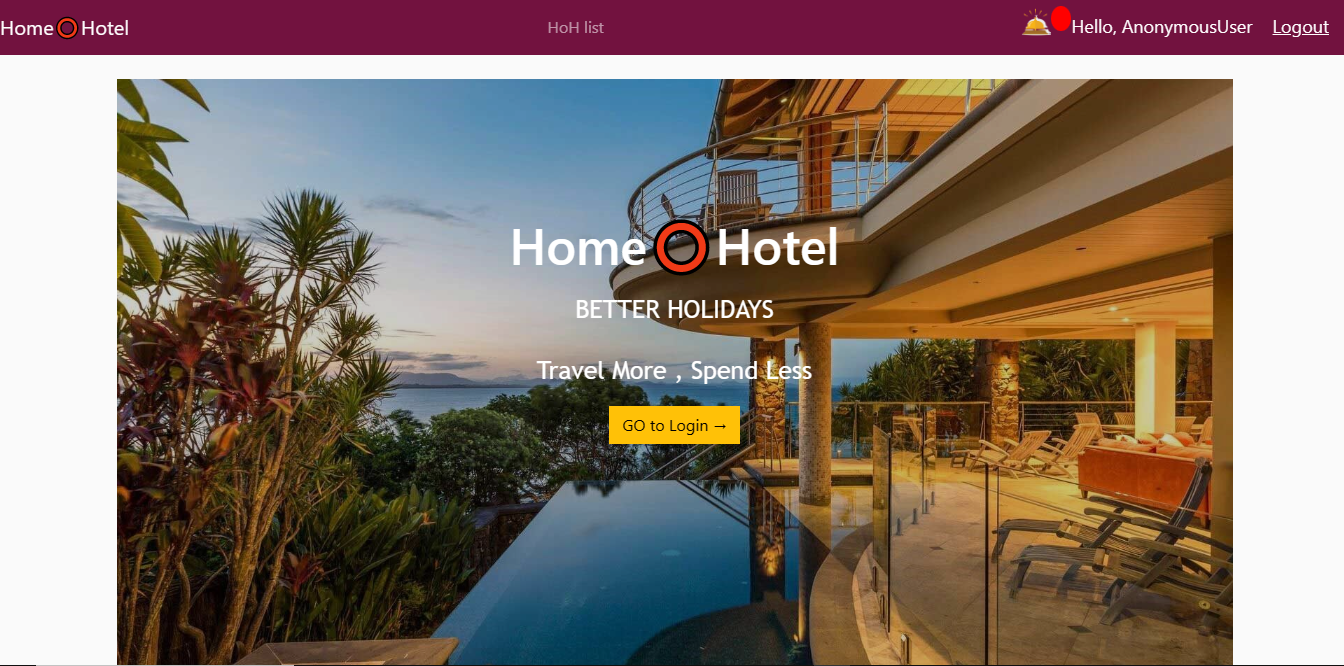 Home Hotel
HoH list
Hello, AnonymousUser
Logout
Home Hotel
BETTER HOLIDAYS
Travel More , Spend Less
GO to Login →